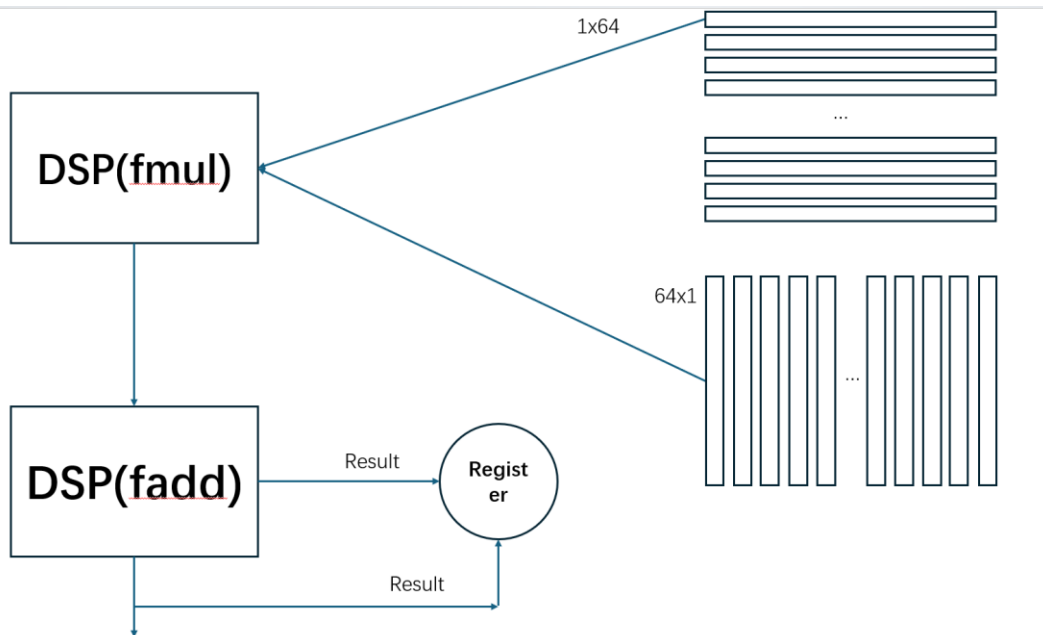 1x64
...
DSP(fmul)
64x1
...
DSP(fadd)
Result
Regist
er
Result